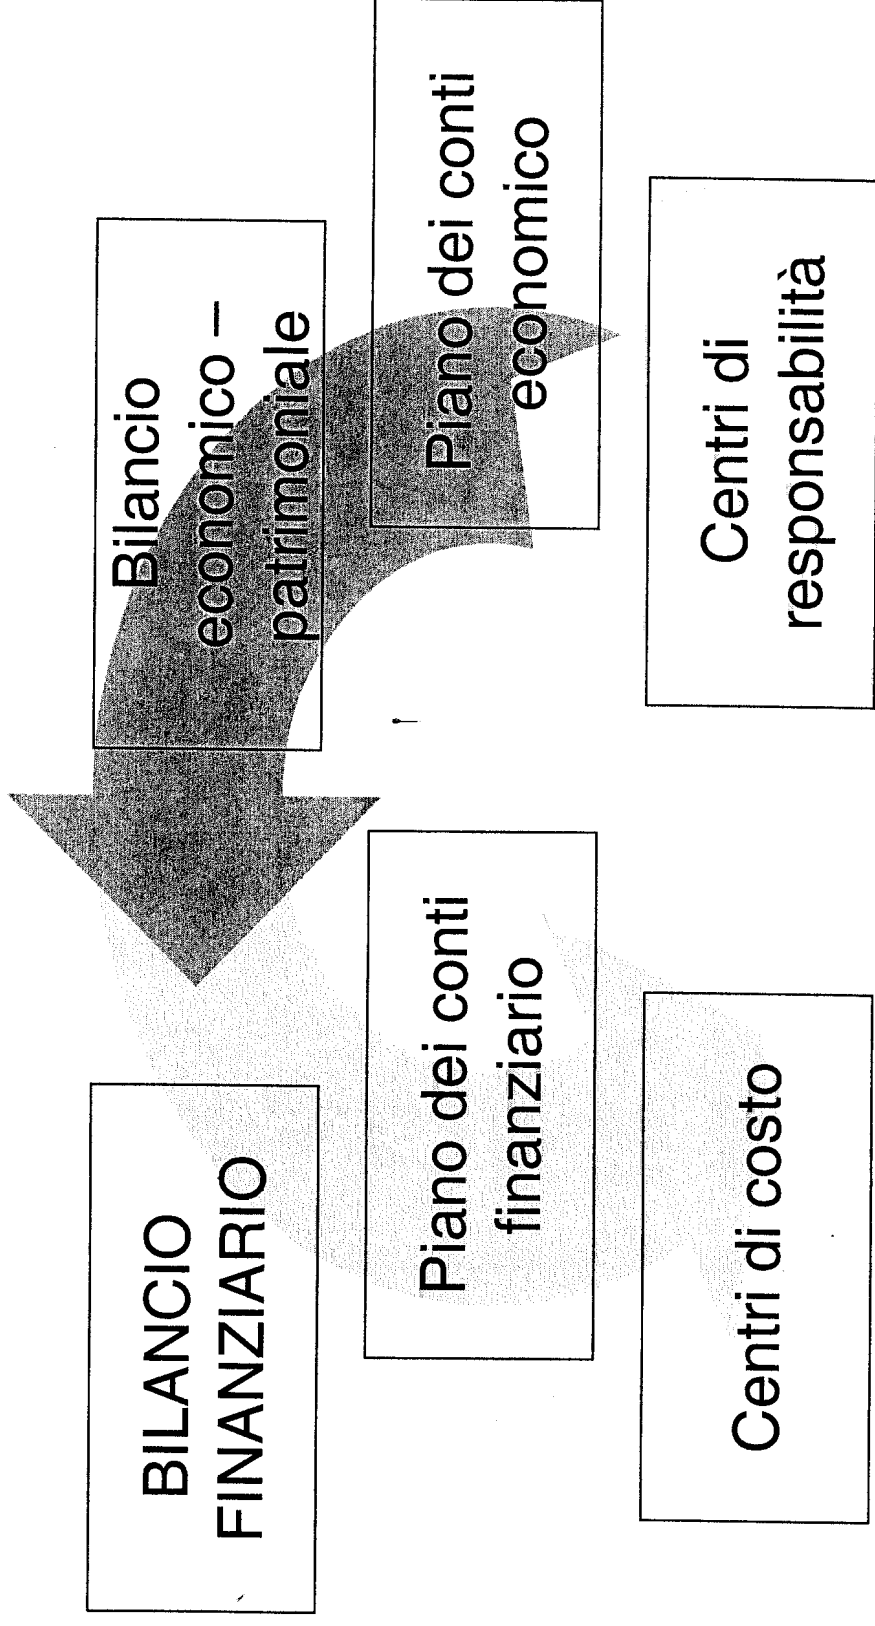 BILANCIO
FINANZIARIO
Bilancio
economico –
patrimoniale
Piano dei conti
finanziario
Piano dei conti
economico
Centri di costo
Centri di
responsabilità